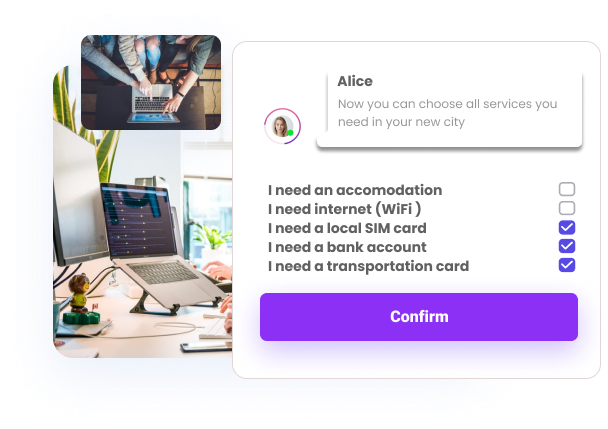 Alice
Now you can choose all services you
need in your new city
I need an accomodation
I need internet (WiFi )
I need a local SIM card
I need a bank account
I need a transportation card
Confirm